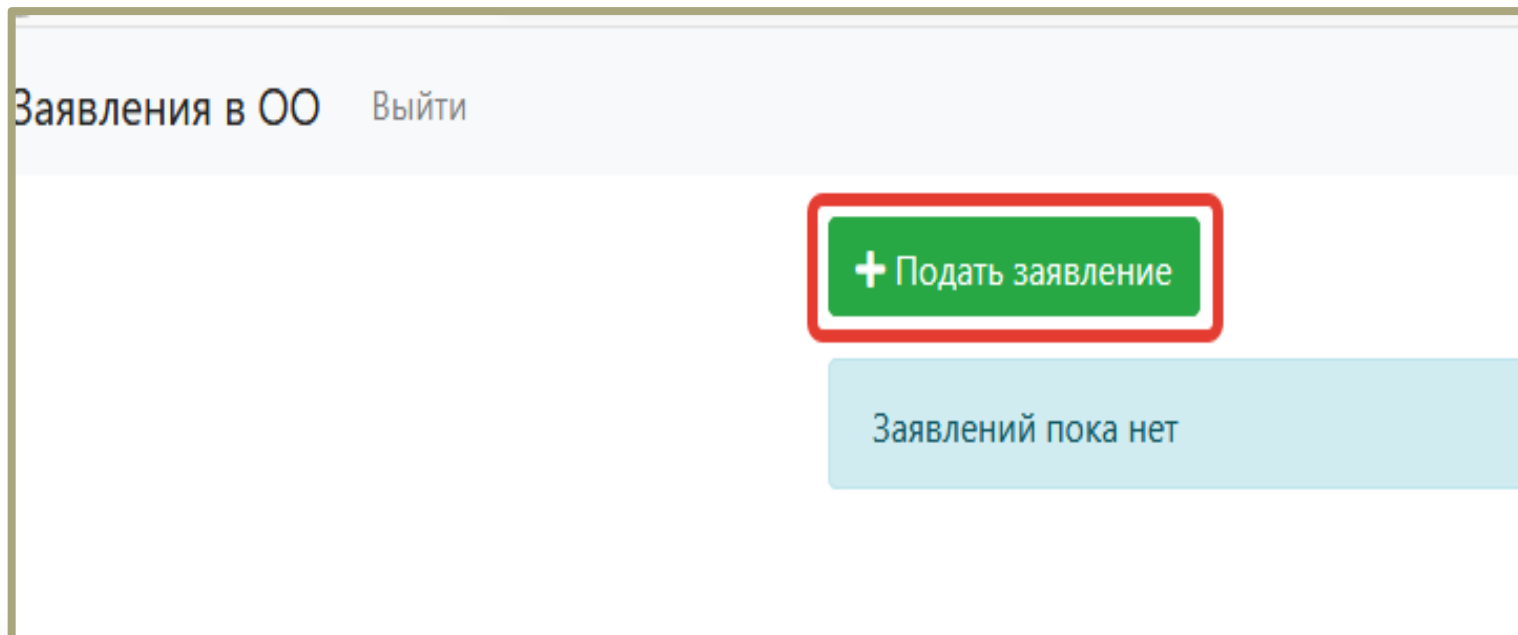 Заявления в ОО Выйти
+ Подать заявление
Заявлений пока нет